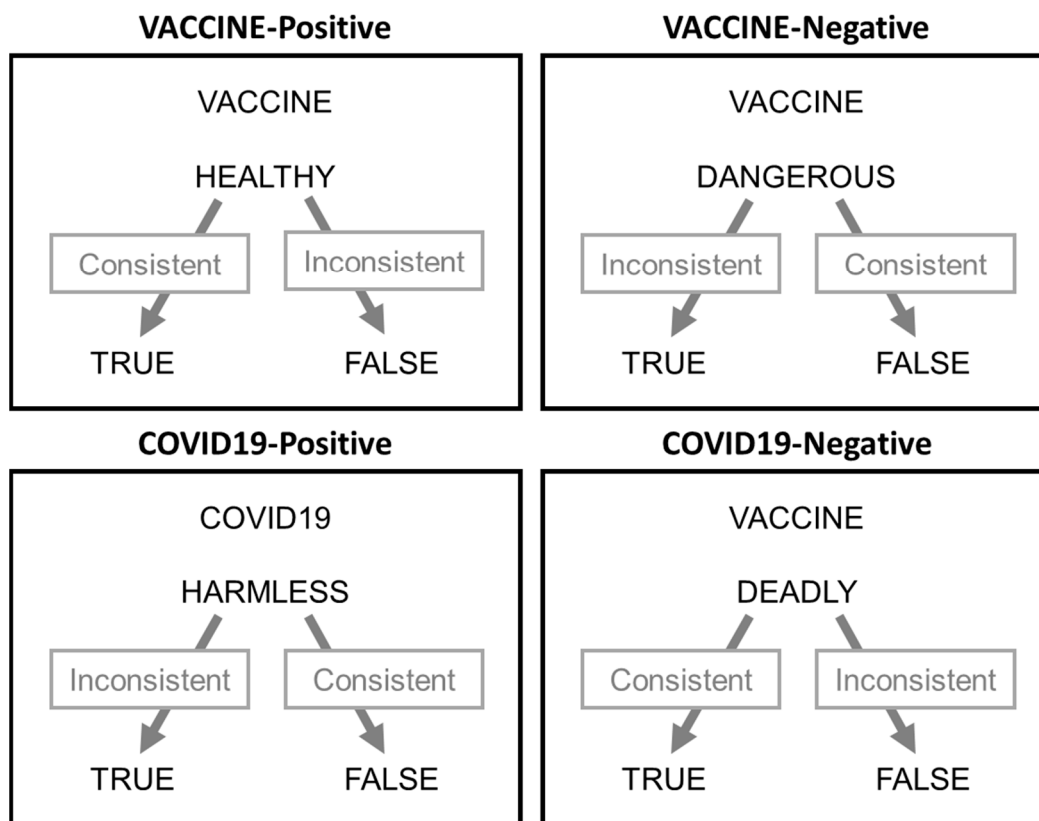 VACCINE-Positive
VACCINE
HEALTHY
Consistent Inconsistent
TRUE FALSE
VACCINE-Negative
VACCINE
DANGEROUS
Inconsistent Consistent
TRUE FALSE
COVID19-Positive
COVID19
HARMLESS
Inconsistent Consistent
TRUE FALSE
COVID19-Negative
VACCINE
DEADLY
Consistent Inconsistent
TRUE FALSE